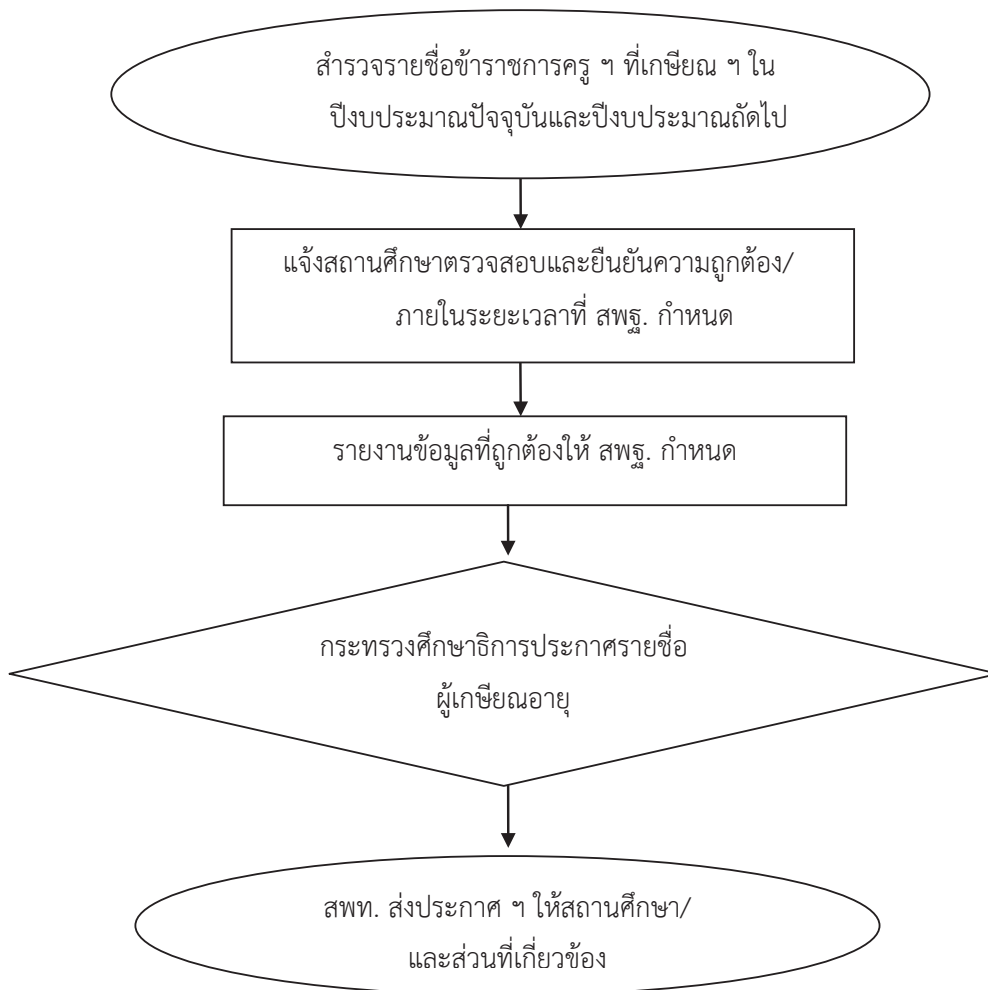 สำรวจรายชื่อข้าราชการครู ฯ ที่เกษียณ ฯ ใน
ปีงบประมาณปัจจุบันและปีงบประมาณถัดไป
แจ้งสถานศึกษาตรวจสอบและยืนยันความถูกต้อง/
ภายในระยะเวลาที่ สพฐ. กำหนด
รายงานข้อมูลที่ถูกต้องให้ สพฐ. กำหนด
กระทรวงศึกษาธิการประกาศรายชื่อ
ผู้เกษียณอายุ
สพท. ส่งประกาศ ฯ ให้สถานศึกษา/
และส่วนที่เกี่ยวข้อง